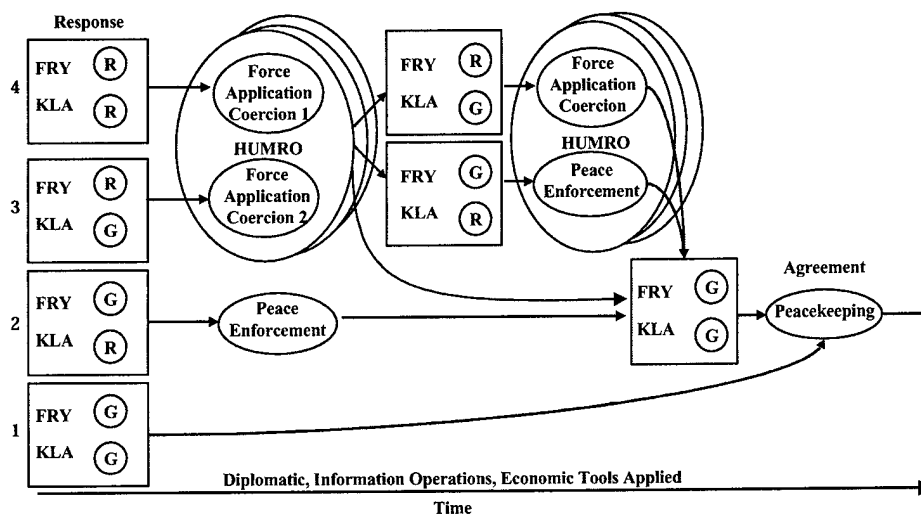 Response
4
FRY R
KLA R
Force
Application
Coercion 1
HUMRO
Force
Application
Coercion 2
3
FRY R
KLA G
2
FRY G
KLA R
Peace
Enforcement
1
FRY G
KLA G
FRY R
KLA G
FRY G
KLA R
Force
Application
Coercion
HUMRO
Peace
Enforcement
FRY G
KLA G
Agreement
Peacekeeping
Diplomatic, Information Operations, Economic Tools Applied
Time